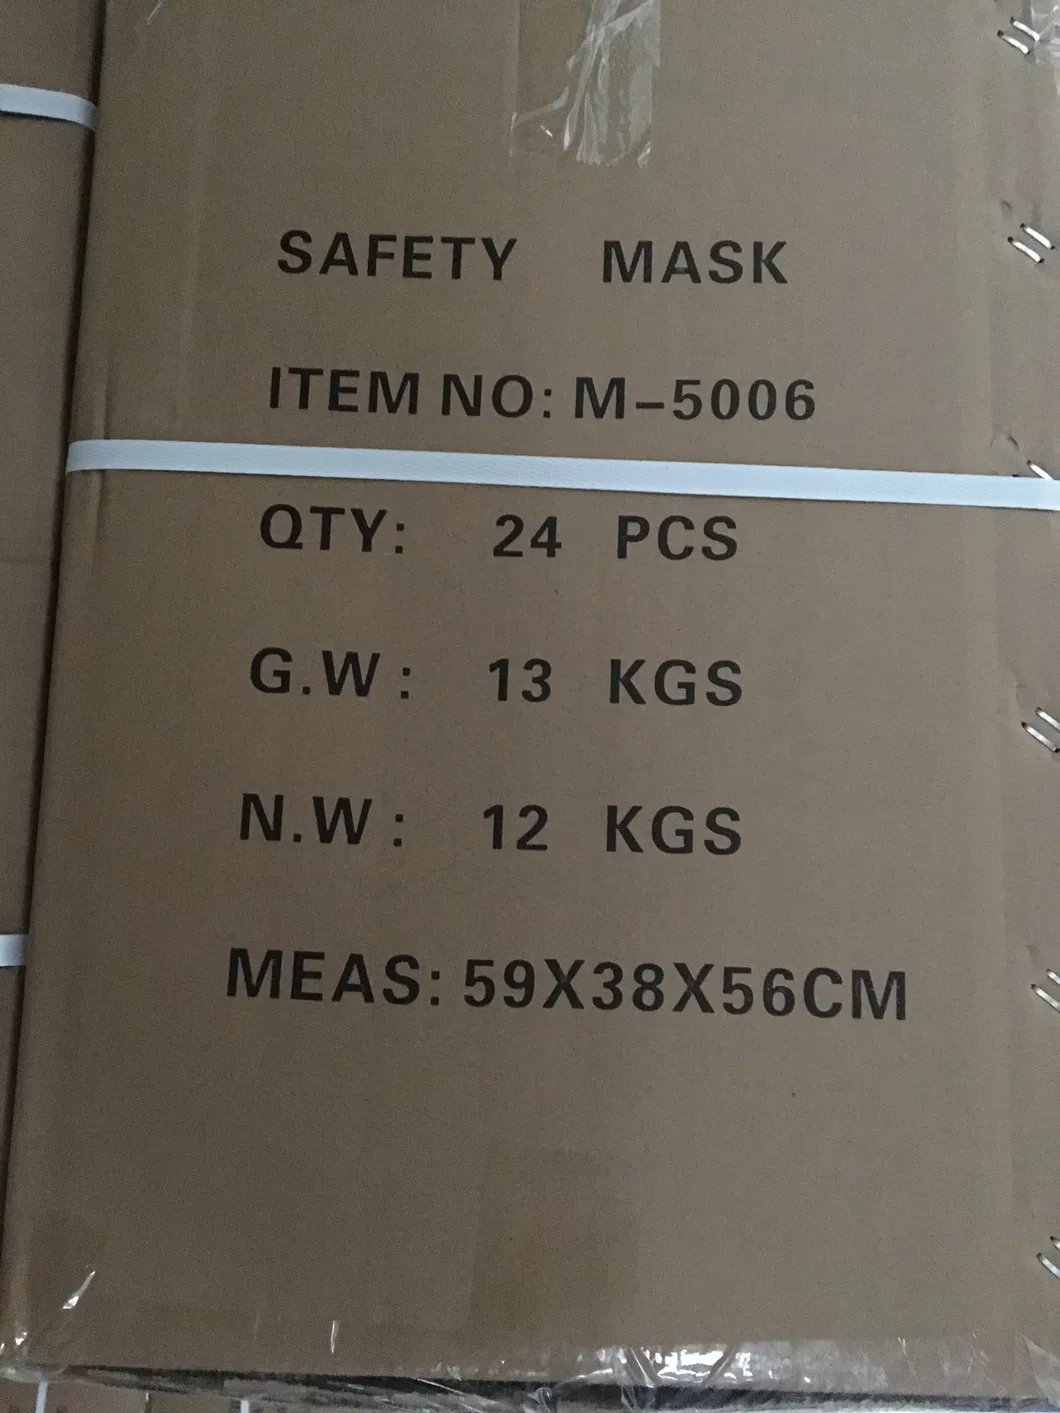 SAFETY MASK
ITEM NO: M-5006
QTY: 24 PCS
G.W: 13 KGS
N.W: 12 KGS
MEAS: 59X38X56CM